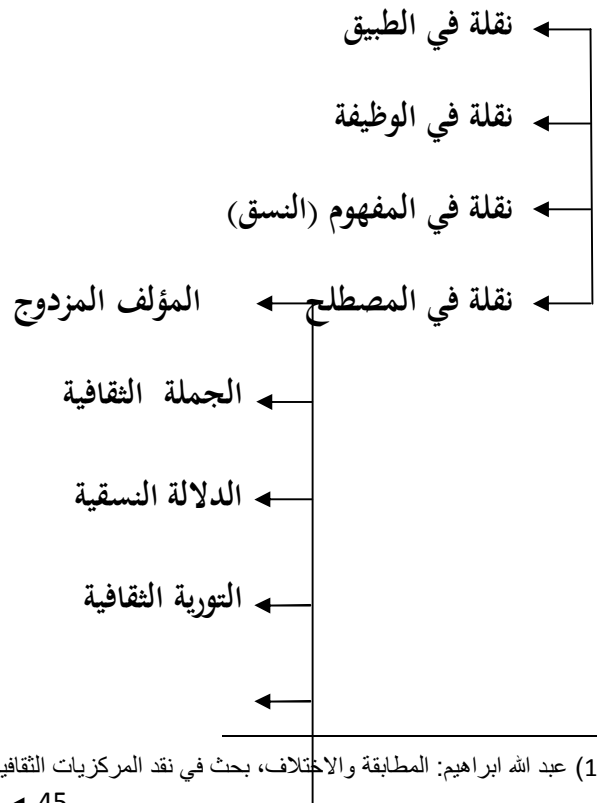 نقلة في الطبيق
نقلة في الوظيفة
نقلة في المفهوم (النسق)
نقلة في المصطلح المؤلف المزدوج
الجملة الثقافية
الدلالة النسقية
التورية الثقافية
1) عبد الله ابراهيم: المطابقة والاختلاف، بحث في نقد المركزيات
45